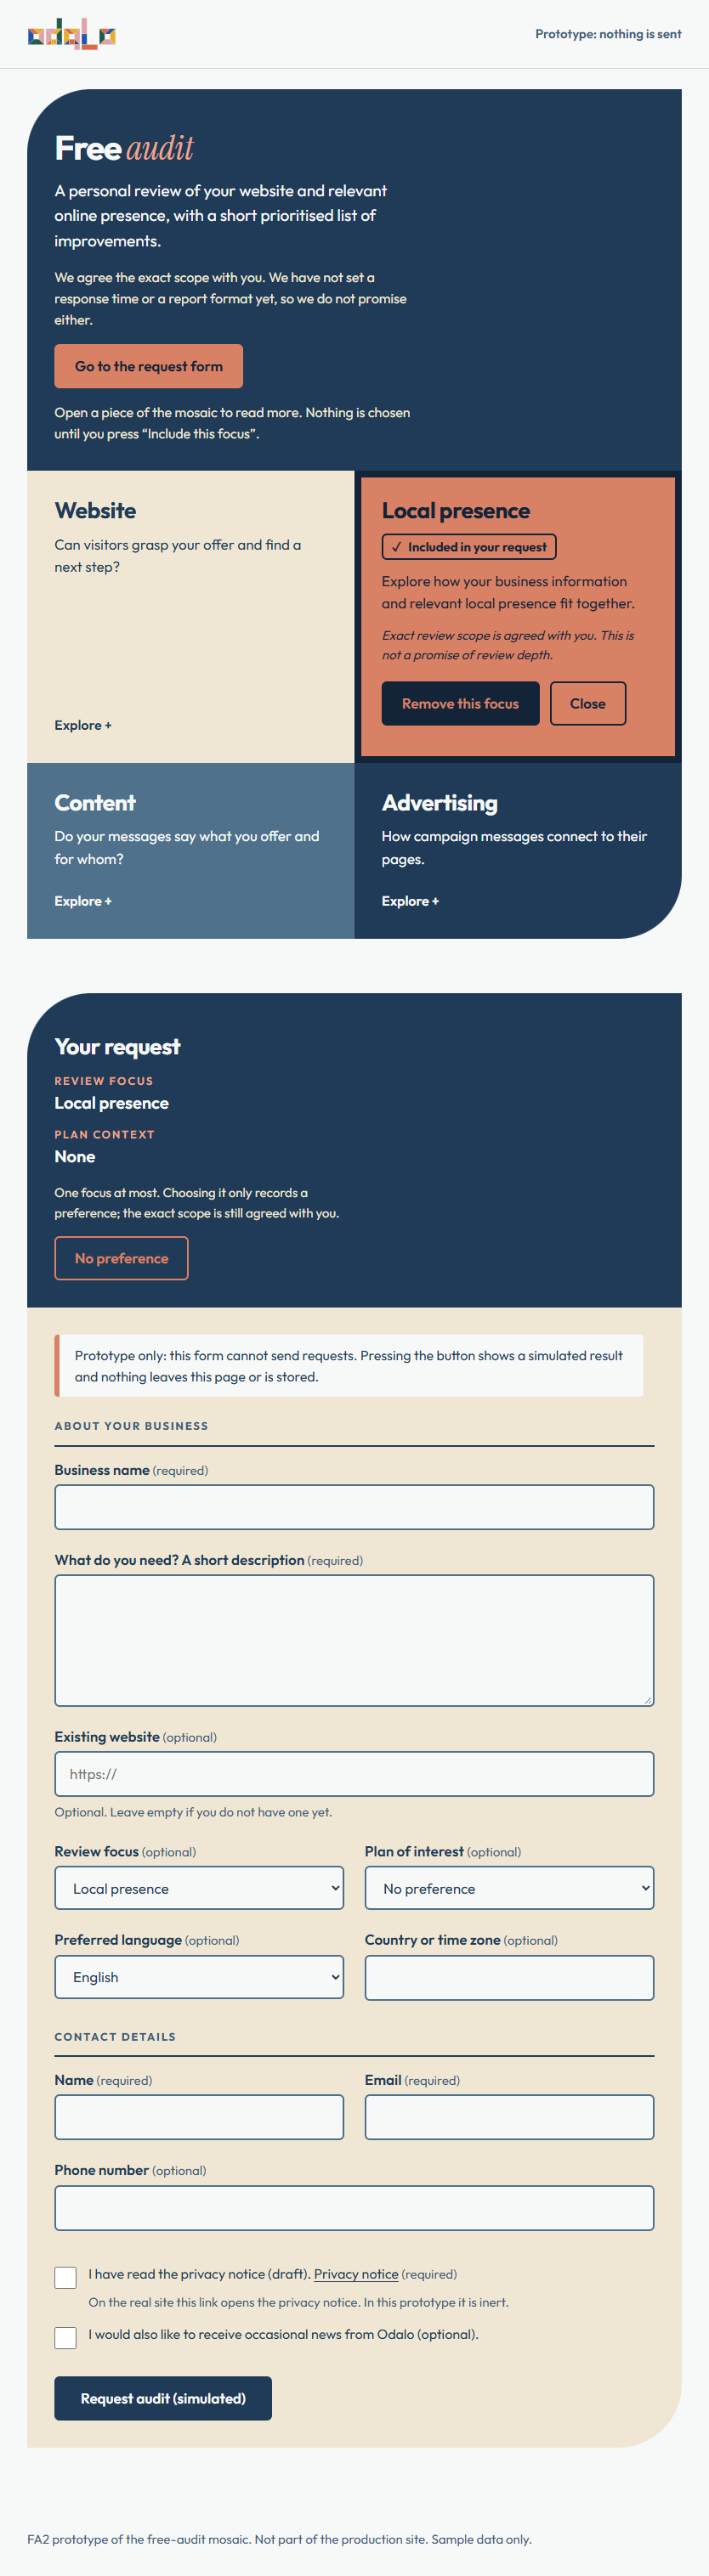 odalo
Prototype: nothing is sent
Free audit
A personal review of your website and relevant
online presence, with a short prioritised list of
improvements.
We agree the exact scope with you. We have not set a
response time or a report format yet, so we do not promise
either.
Go to the request form
Open a piece of the mosaic to read more. Nothing is chosen
until you press “Include this focus”.
Website
Can visitors grasp your offer and find a
next step?
Explore +
Local presence
✓ Included in your request
Explore how your business information
and relevant local presence fit together.
Exact review scope is agreed with you. This is
not a promise of review depth.
Remove this focus
Close
Content
Do your messages say what you offer and
for whom?
Explore +
Advertising
How campaign messages connect to their
pages.
Explore +
Your request
REVIEW FOCUS
Local presence
PLAN CONTEXT
None
One focus at most. Choosing it only records a
preference; the exact scope is still agreed with you.
No preference
Prototype only: this form cannot send requests. Pressing the button shows a simulated result
and nothing leaves this page or is stored.
ABOUT YOUR BUSINESS
Business name (required)
What do you need? A short description (required)
Existing website (optional)
https://
Optional. Leave empty if you do not have one yet.
Review focus (optional)
Local presence
Plan of interest (optional)
No preference
Preferred language (optional)
English
Country or time zone (optional)
CONTACT DETAILS
Name (required)
Email (required)
Phone number (optional)
I have read the privacy notice (draft). Privacy notice (required)
On the real site this link opens the privacy notice. In this prototype it is inert.
I would also like to receive occasional news from Odalo (optional).
Request audit (simulated)
FA2 prototype of the free-audit mosaic. Not part of the production site. Sample data only.